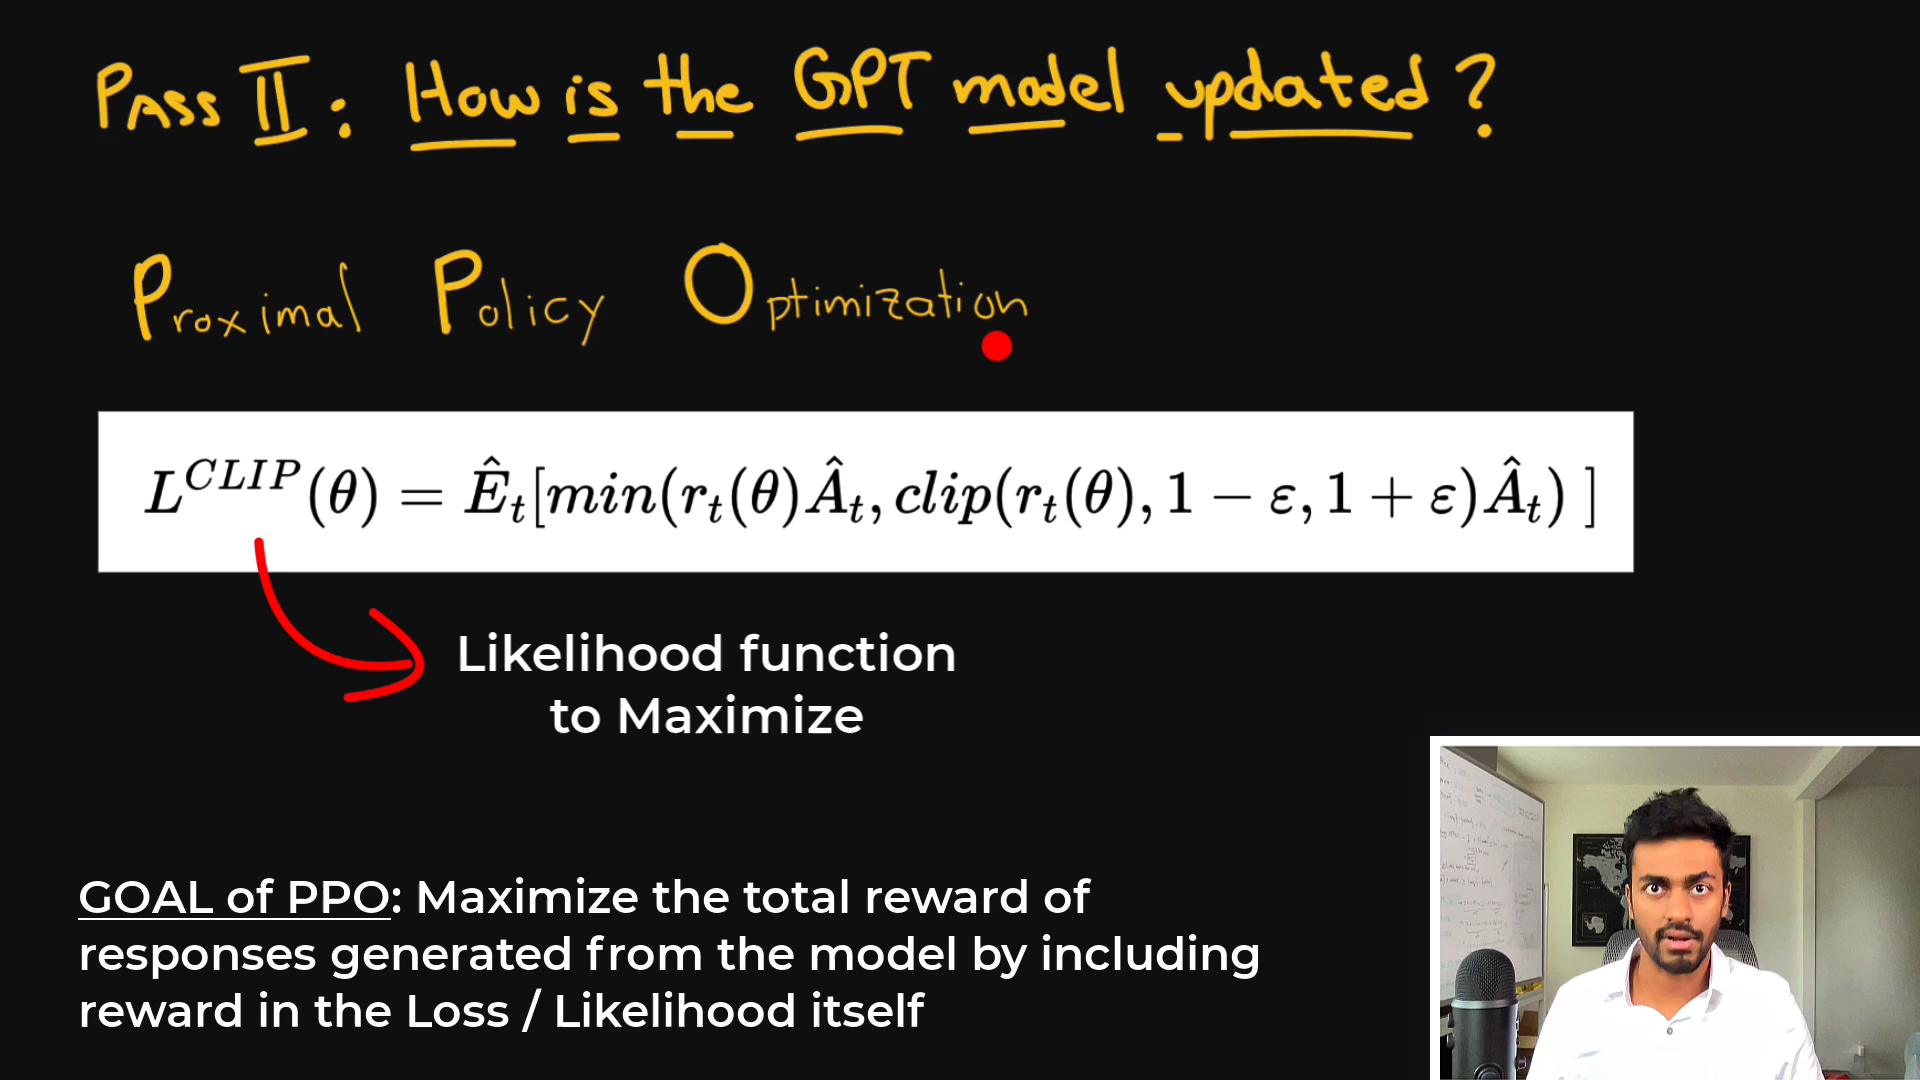 PASS II: How is the GPT model updated?
Proximal Policy Optimization
L^{CLIP}(θ) = Ê_t[min(r_t(θ)Â_t, clip(r_t(θ), 1 − ε, 1 + ε)Â_t) ]
Likelihood function
to Maximize
GOAL of PPO: Maximize the total reward of
responses generated from the model by including
reward in the Loss / Likelihood itself